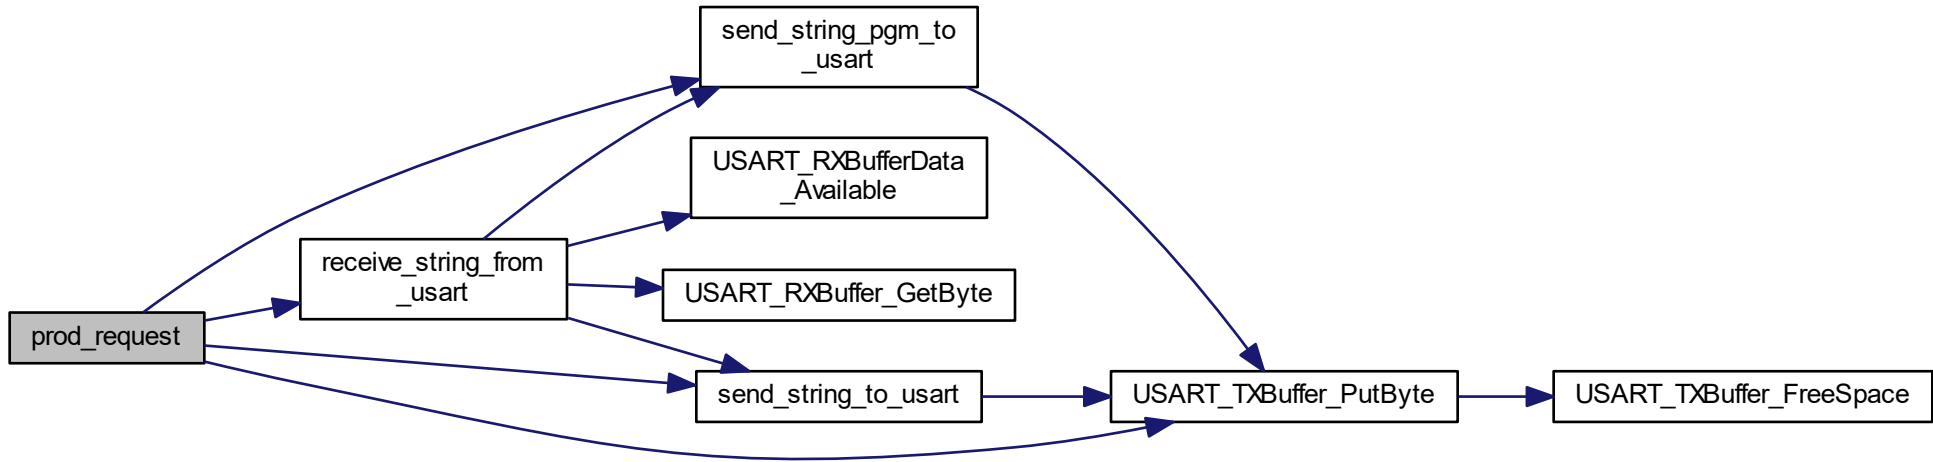 send_string_pgm_to
_usart
USART_RXBufferData
_Available
receive_string_from
_usart
USART_RXBuffer_GetByte
prod_request
send_string_to_usart
USART_TXBuffer_PutByte
USART_TXBuffer_FreeSpace